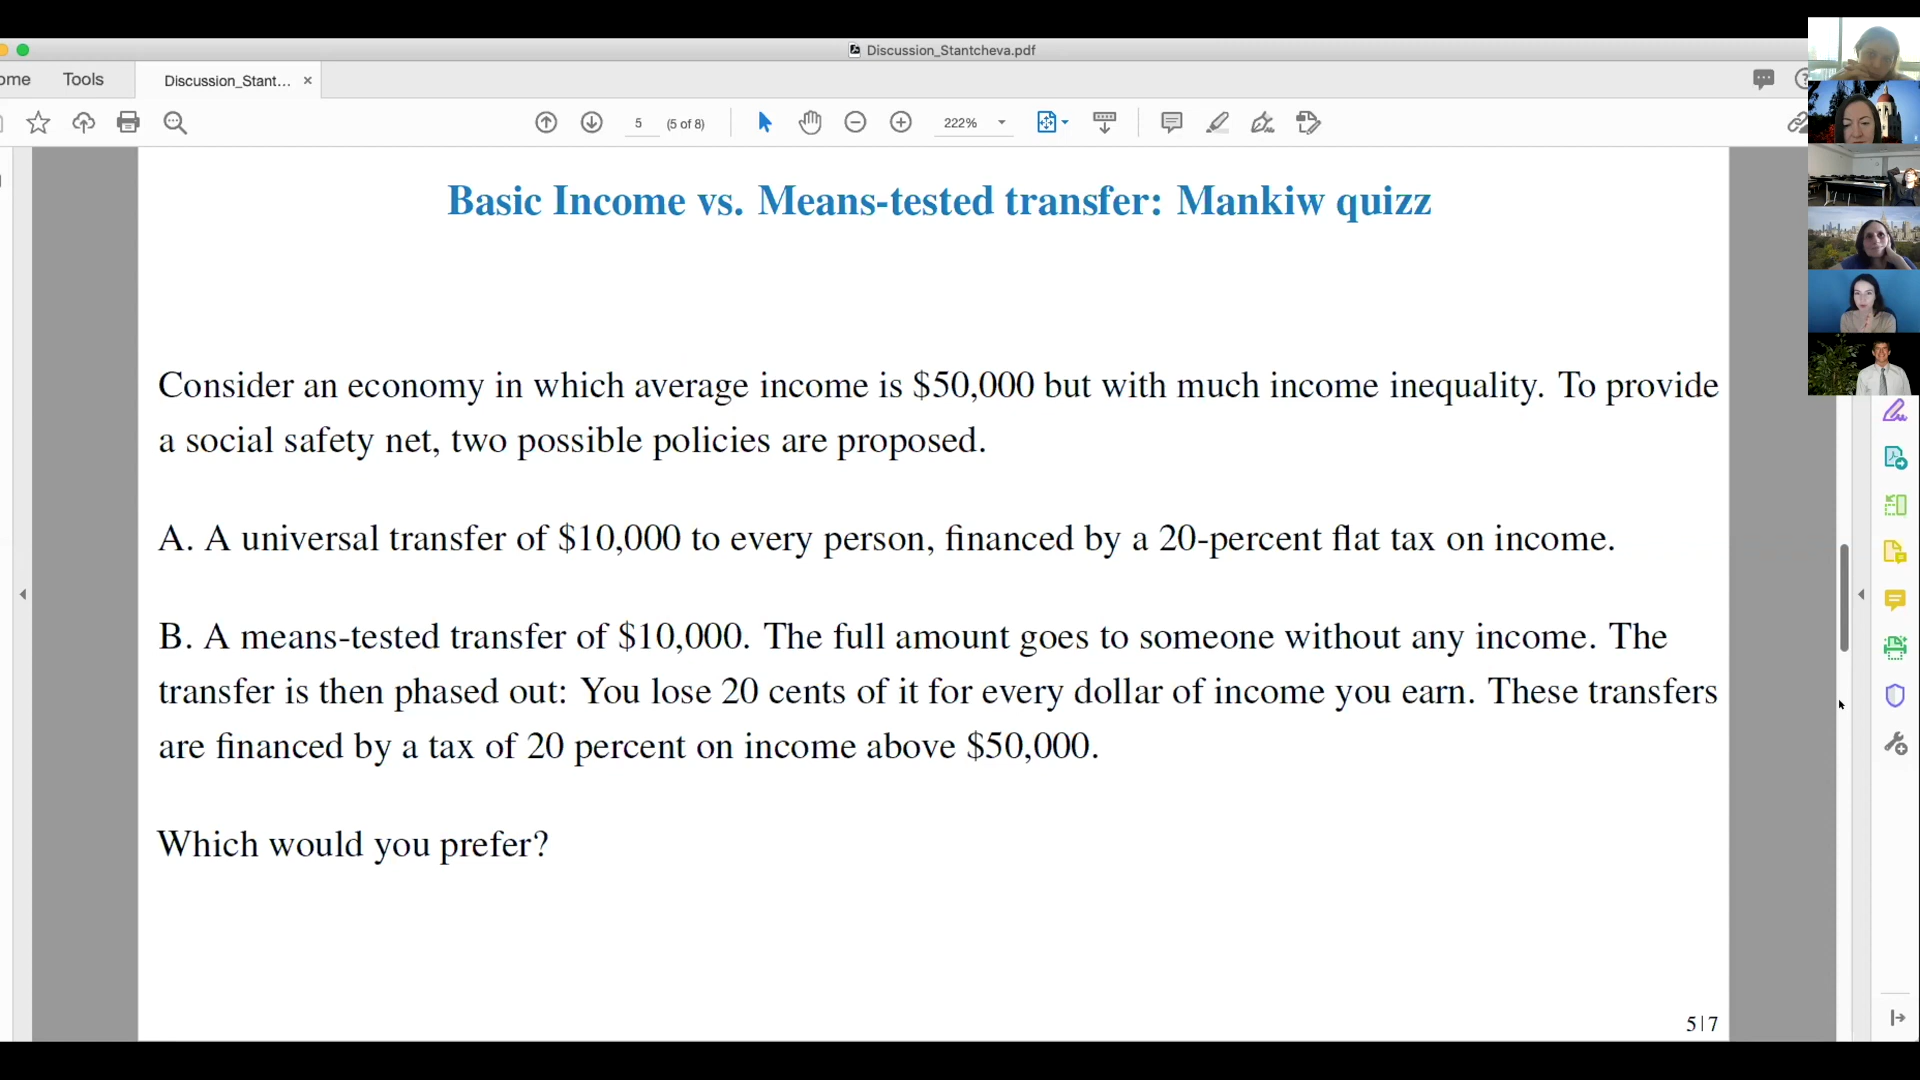 Discussion_Stantcheva.pdf
ome
Tools
Discussion_Stant... ×
5
(5 of 8)
222%
Basic Income vs. Means-tested transfer: Mankiw quizz
Consider an economy in which average income is $50,000 but with much income inequality. To provide
a social safety net, two possible policies are proposed.
A. A universal transfer of $10,000 to every person, financed by a 20-percent flat tax on income.
B. A means-tested transfer of $10,000. The full amount goes to someone without any income. The
transfer is then phased out: You lose 20 cents of it for every dollar of income you earn. These transfers
are financed by a tax of 20 percent on income above $50,000.
Which would you prefer?
5|7